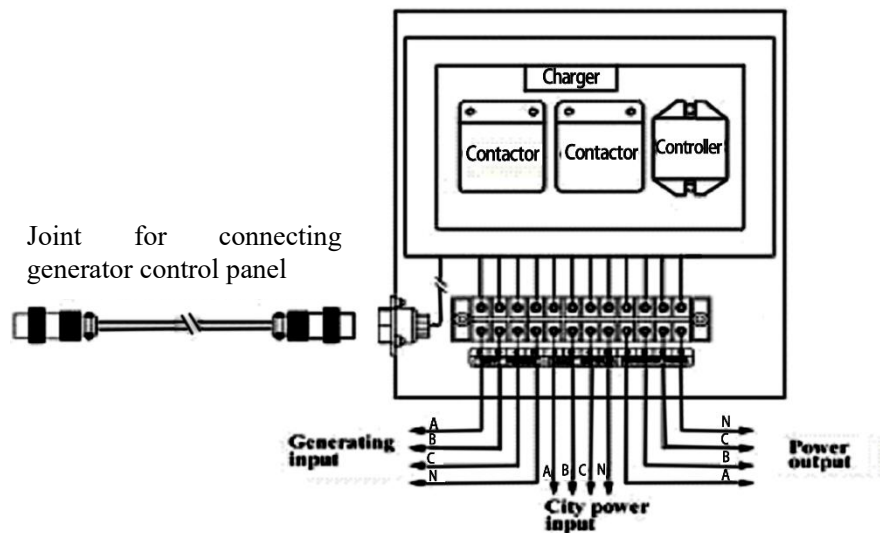 Charger
Contactor
Contactor
Controller
Joint for connecting
generator control panel
A
B
C
N
Generating
input
A B C N
City power
input
N
C
B
A
Power
output